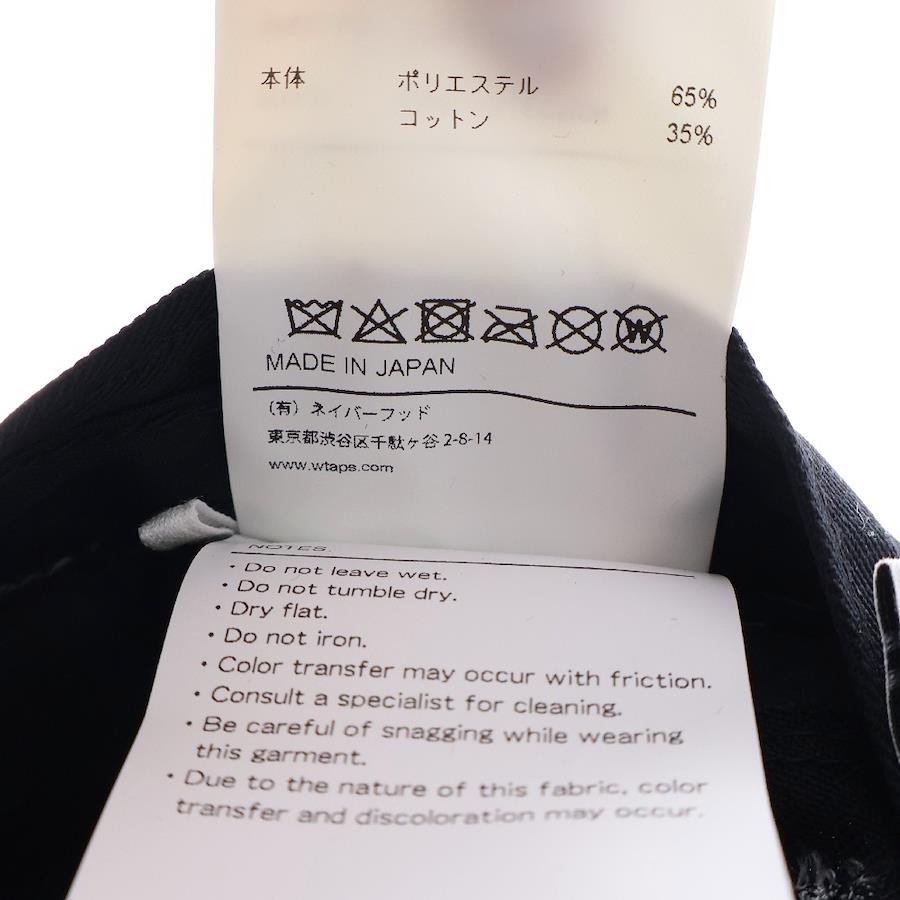 本体 ポリエステル 65%
コットン 35%
MADE IN JAPAN
(有) ネイバーフッド
東京都渋谷区千駄ヶ谷 2-8-14
www.wtaps.com
NOTES:
・Do not leave wet.
・Do not tumble dry.
・Dry flat.
・Do not iron.
・Color transfer may occur with friction.
・Consult a specialist for cleaning.
・Be careful of snagging while wearing
this garment.
・Due to the nature of this fabric, color
transfer and discoloration may occur.